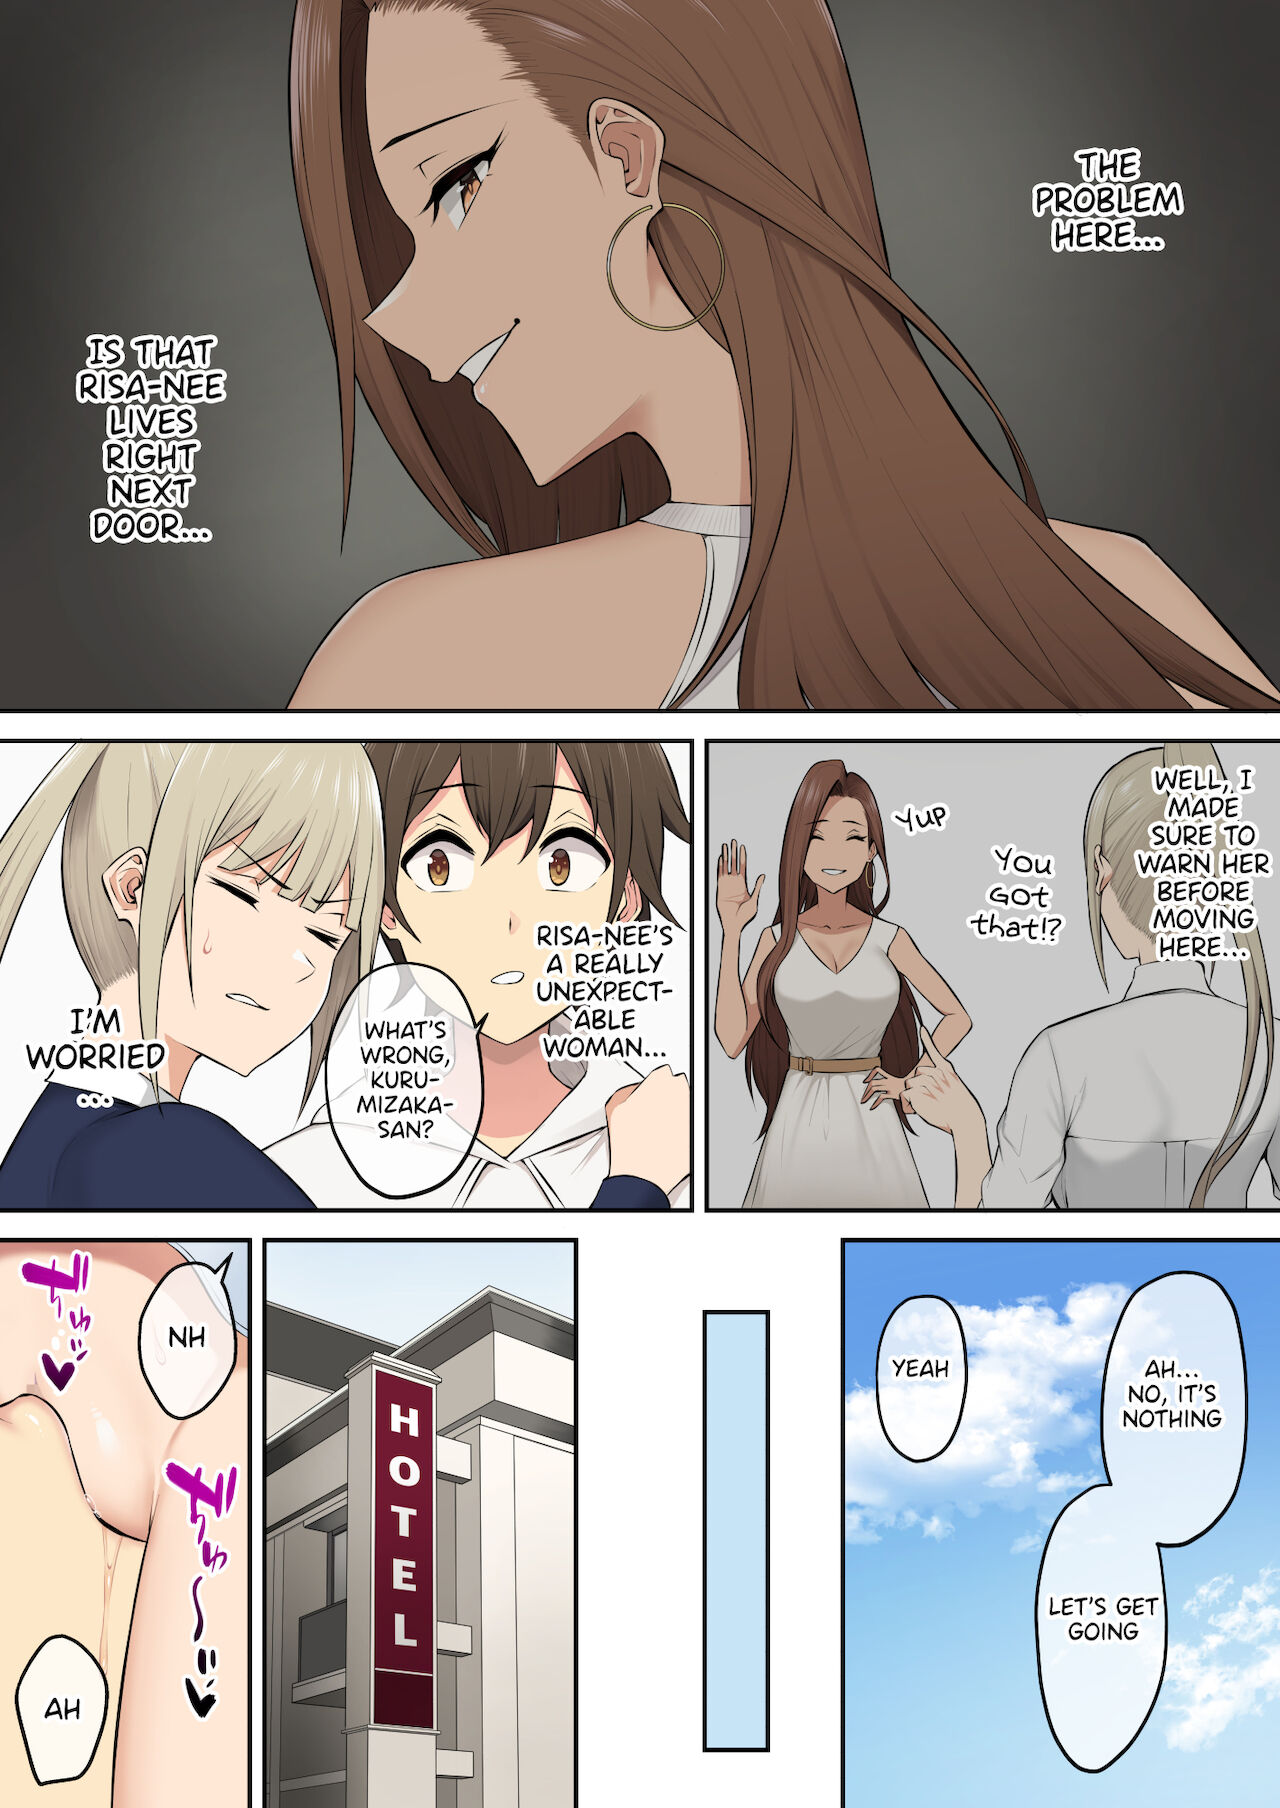 THE
PROBLEM
HERE...
IS THAT
RISA-NEE
LIVES
RIGHT
NEXT
DOOR...
WELL, I
MADE
SURE TO
WARN HER
BEFORE
MOVING
HERE...
You
Got
that!?
Yup
RISA-NEE'S
A REALLY
UNEXPECT-
ABLE
WOMAN...
WHAT'S
WRONG,
KURU-
MIZAKA-
SAN?
I'M
WORRIED
...
AH...
NO, IT'S
NOTHING
LET'S GET
GOING
YEAH
HOTEL
NH
AH